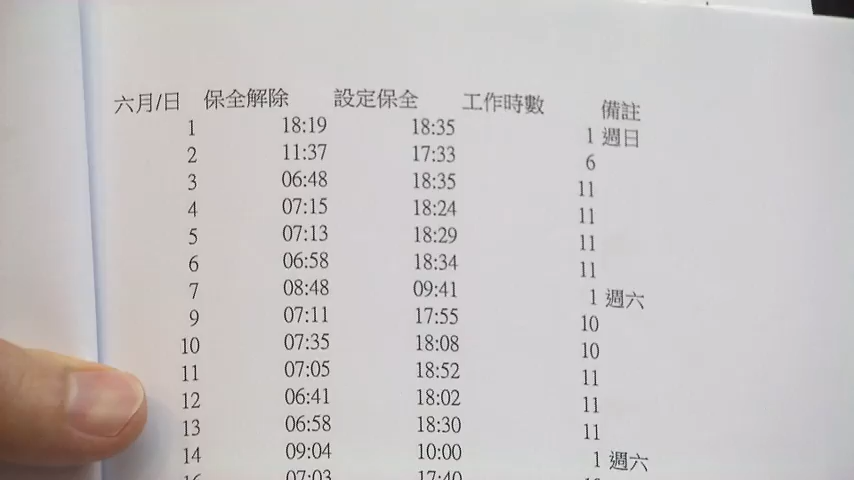 六月/日 保全解除 設定保全 工作時數 備註
1 18:19 18:35 1 週日
2 11:37 17:33 6
3 06:48 18:35 11
4 07:15 18:24 11
5 07:13 18:29 11
6 06:58 18:34 11
7 08:48 09:41 1 週六
9 07:11 17:55 10
10 07:35 18:08 10
11 07:05 18:52 11
12 06:41 18:02 11
13 06:58 18:30 11
14 09:04 10:00 1 週六
16 07:03 17:40